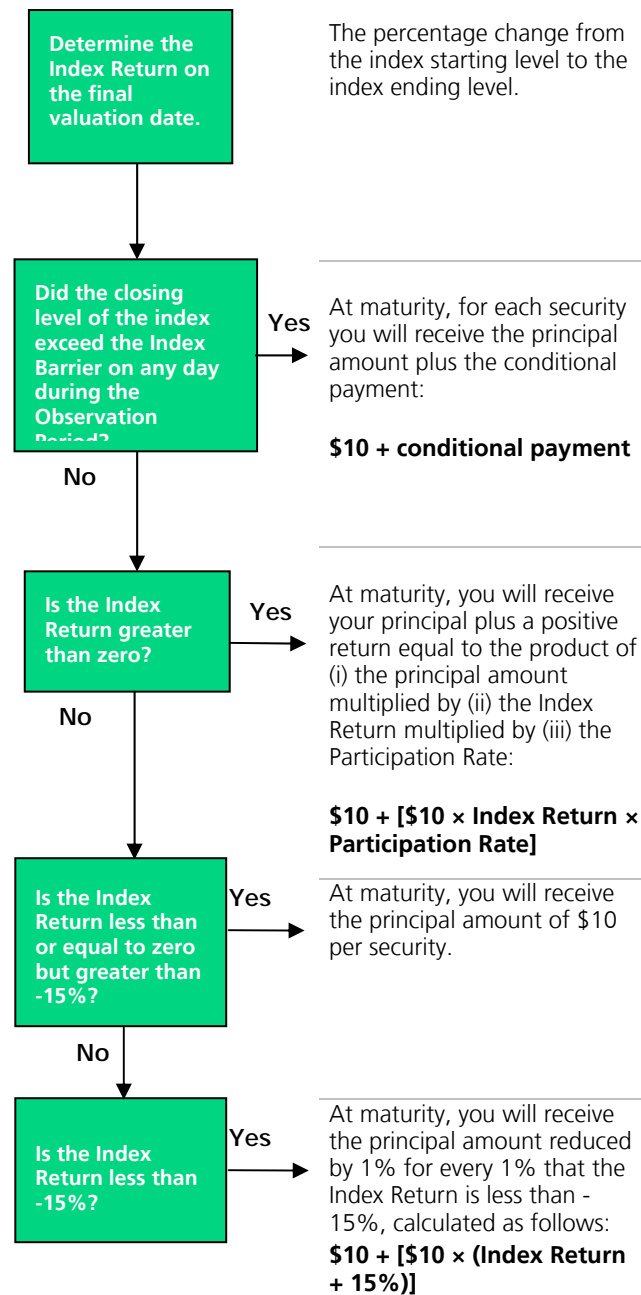 Determine the
Index Return on
the final
valuation date.
The percentage change from
the index starting level to the
index ending level.
Did the closing
level of the index
exceed the Index
Barrier on any day
during the
Observation
Period?
Yes
At maturity, for each security
you will receive the principal
amount plus the conditional
payment:
$10 + conditional payment
No
Is the Index
Return greater
than zero?
Yes
At maturity, you will receive
your principal plus a positive
return equal to the product of
(i) the principal amount
multiplied by (ii) the Index
Return multiplied by (iii) the
Participation Rate:
$10 + [$10 × Index Return ×
Participation Rate]
No
Is the Index
Return less than
or equal to zero
but greater than
-15%?
Yes
At maturity, you will receive
the principal amount of $10
per security.
No
Is the Index
Return less than
-15%?
Yes
At maturity, you will receive
the principal amount reduced
by 1% for every 1% that the
Index Return is less than -
15%, calculated as follows:
$10 + [$10 × (Index Return
+ 15%)]